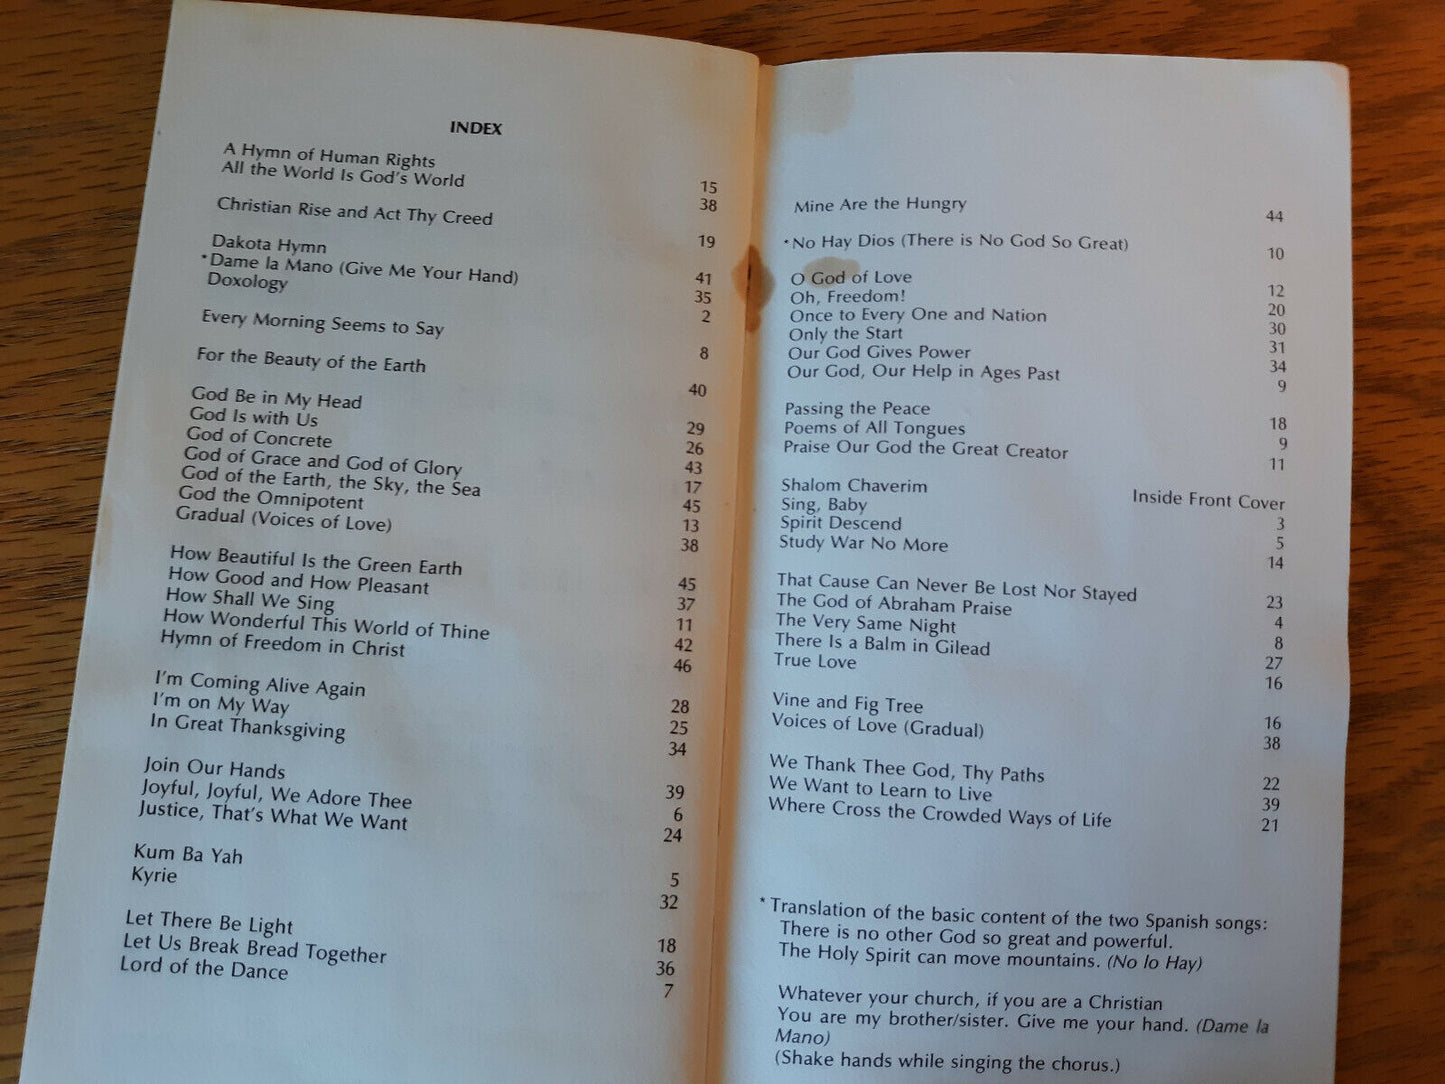 INDEX
A Hymn of Human Rights 15
All the World Is God's World 38
Christian Rise and Act Thy Creed 19
Dakota Hymn 41
*Dame la Mano (Give Me Your Hand) 35
Doxology 2
Every Morning Seems to Say 8
For the Beauty of the Earth 40
God Be in My Head 29
God Is with Us 26
God of Concrete 43
God of Grace and God of Glory 17
God of the Earth, the Sky, the Sea 45
God the Omnipotent 13
Gradual (Voices of Love) 38
How Beautiful Is the Green Earth 45
How Good and How Pleasant 37
How Shall We Sing 11
How Wonderful This World of Thine 42
Hymn of Freedom in Christ 46
I'm Coming Alive Again 28
I'm on My Way 25
In Great Thanksgiving 34
Join Our Hands 39
Joyful, Joyful, We Adore Thee 6
Justice, That's What We Want 24
Kum Ba Yah 5
Kyrie 32
Let There Be Light 18
Let Us Break Bread Together 36
Lord of the Dance 7
Mine Are the Hungry 44
*No Hay Dios (There is No God So Great) 10
O God of Love 12
Oh, Freedom! 20
Once to Every One and Nation 30
Only the Start 31
Our God Gives Power 34
Our God, Our Help in Ages Past 9
Passing the Peace 18
Poems of All Tongues 9
Praise Our God the Great Creator 11
Shalom Chaverim Inside Front Cover
Sing, Baby 3
Spirit Descend 5
Study War No More 14
That Cause Can Never Be Lost Nor Stayed 23
The God of Abraham Praise 4
The Very Same Night 8
There Is a Balm in Gilead 27
True Love 16
Vine and Fig Tree 16
Voices of Love (Gradual) 38
We Thank Thee God, Thy Paths 22
We Want to Learn to Live 39
Where Cross the Crowded Ways of Life 21
*Translation of the basic content of the two Spanish songs:
There is no other God so great and powerful.
The Holy Spirit can move mountains. (No lo Hay)
Whatever your church, if you are a Christian
You are my brother/sister. Give me your hand. (Dame la
Mano)
(Shake hands while singing the chorus.)